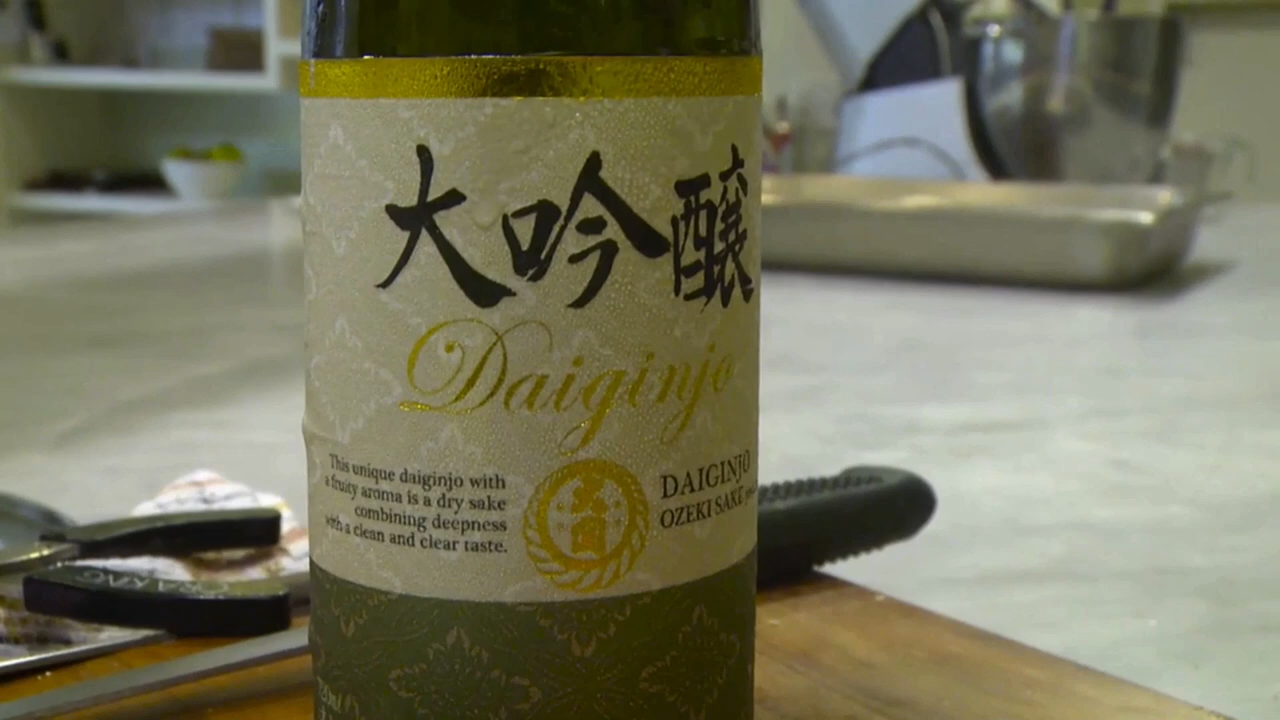 大吟醸
Daiginjo
This unique daiginjo with
a fruity aroma is a dry sake
combining deepness
with a clean and clear taste.
DAIGINJO
OZEKI SAKE